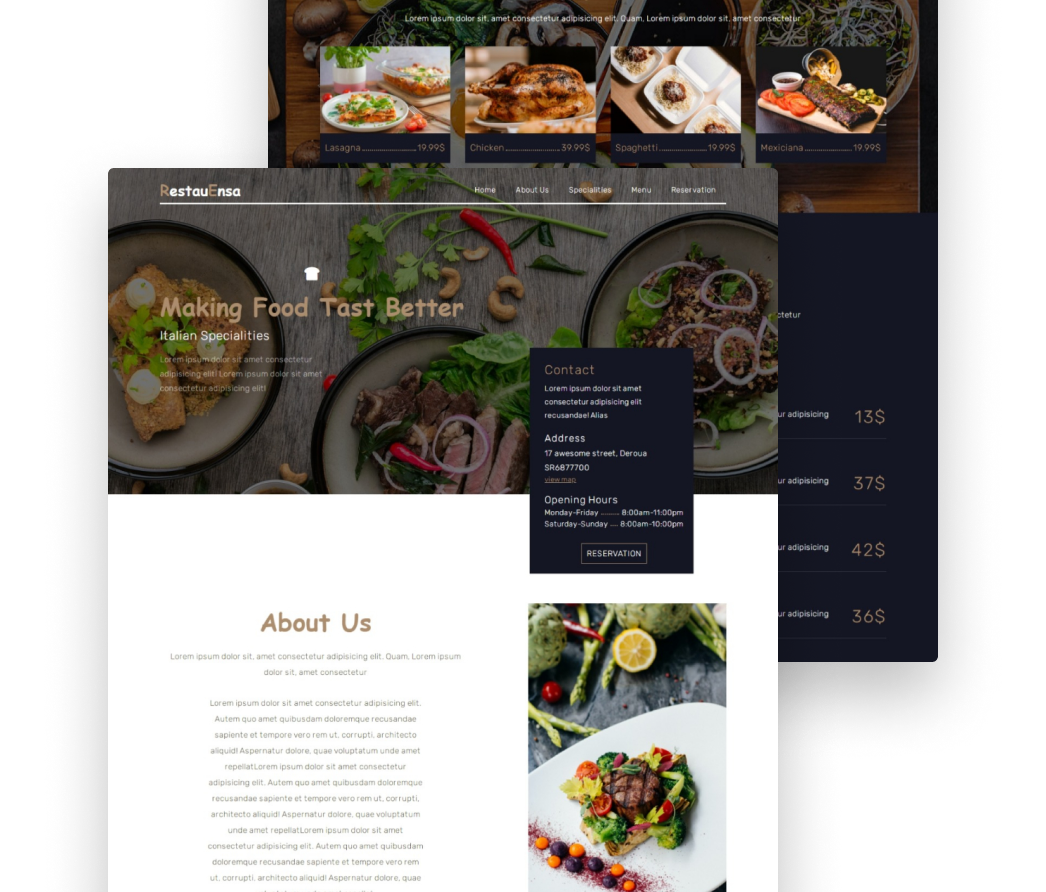 Lorem ipsum dolor sit, amet consectetur adipisicing elit. Quam, Lorem ipsum dolor sit, amet consectetur
Lasagna 19.99$
Chicken 39.99$
Spaghetti 19.99$
Mexiciana 19.99$
RestauEnsa
Home About Us Specialities Menu Reservation
Making Food Tast Better
Italian Specialities
Lorem ipsum dolor sit amet consectetur
adipisicing elit! Lorem ipsum dolor sit amet
consectetur adipisicing elit!
Contact
Lorem ipsum dolor sit amet
consectetur adipisicing elit
recusandae! Alias
Address
17 awesome street, Deroua
SR6877700
view map
Opening Hours
Monday-Friday ........ 8:00am-11:00pm
Saturday-Sunday .... 8:00am-10:00pm
RESERVATION
About Us
Lorem ipsum dolor sit, amet consectetur adipisicing elit. Quam, Lorem ipsum
dolor sit, amet consectetur
Lorem ipsum dolor sit amet consectetur adipisicing elit.
Autem quo amet quibusdam doloremque recusandae
sapiente et tempore vero rem ut, corrupti, architecto
aliquid! Aspernatur dolore, quae voluptatum unde amet
repellatLorem ipsum dolor sit amet consectetur
adipisicing elit. Autem quo amet quibusdam doloremque
recusandae sapiente et tempore vero rem ut, corrupti,
architecto aliquid! Aspernatur dolore, quae voluptatum
unde amet repellatLorem ipsum dolor sit amet
consectetur adipisicing elit. Autem quo amet quibusdam
doloremque recusandae sapiente et tempore vero rem
ut, corrupti, architecto aliquid! Aspernatur dolore, quae
ctetur
ur adipisicing 13$
ur adipisicing 37$
ur adipisicing 42$
ur adipisicing 36$